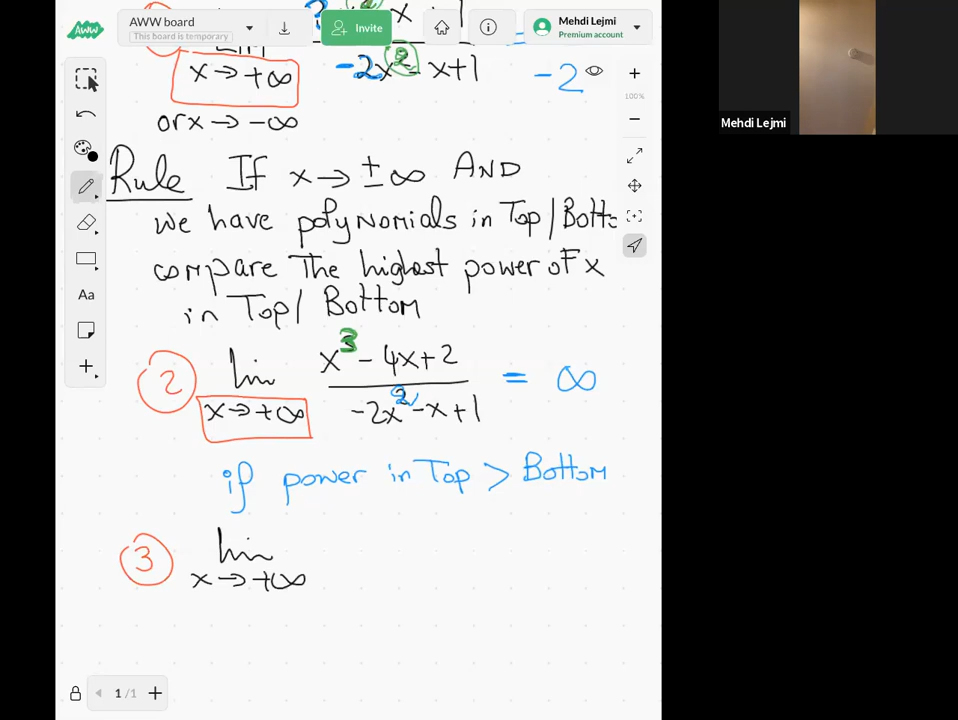 AWW board
This board is temporary
Invite
Mehdi Lejmi
Premium account
x → +∞
-2x² - x+1
-2
or x → -∞
100%
Mehdi Lejmi
Rule If x → ± ∞ AND
we have polynomials in Top/Botto
compare The highest power of x
in Top/ Bottom
2 lim x³ - 4x+2 = ∞
x → +∞ -2x² - x+1
if power in Top > Bottom
Aa
3 lim
x → +∞
1 /1